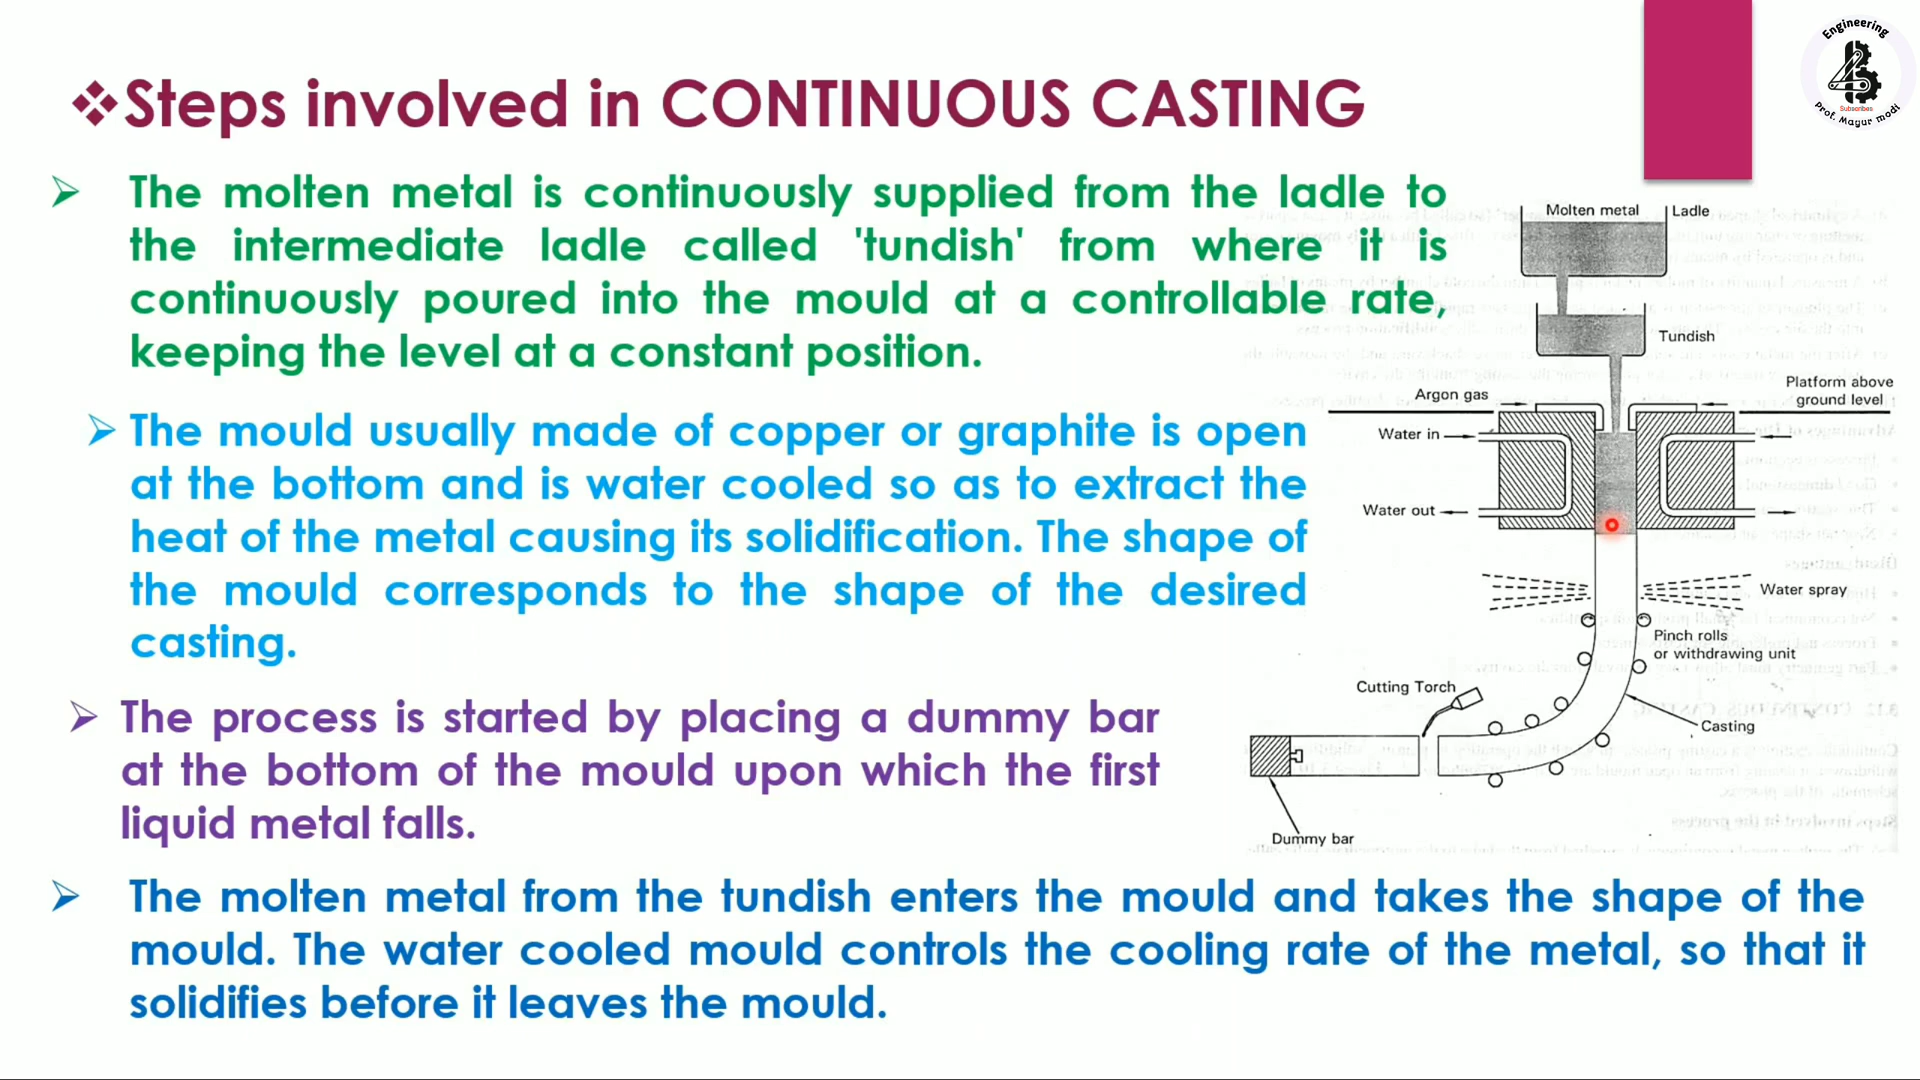 Engineering
Subscribes
Prof. Mayur modi
❖Steps involved in CONTINUOUS CASTING
➢ The molten metal is continuously supplied from the ladle to
the intermediate ladle called 'tundish' from where it is
continuously poured into the mould at a controllable rate,
keeping the level at a constant position.
➢ The mould usually made of copper or graphite is open
at the bottom and is water cooled so as to extract the
heat of the metal causing its solidification. The shape of
the mould corresponds to the shape of the desired
casting.
➢ The process is started by placing a dummy bar
at the bottom of the mould upon which the first
liquid metal falls.
➢ The molten metal from the tundish enters the mould and takes the shape of the
mould. The water cooled mould controls the cooling rate of the metal, so that it
solidifies before it leaves the mould.
Molten metal
Ladle
Tundish
Argon gas
Platform above
ground level
Water in
Water out
Water spray
Pinch rolls
or withdrawing unit
Cutting Torch
Casting
Dummy bar